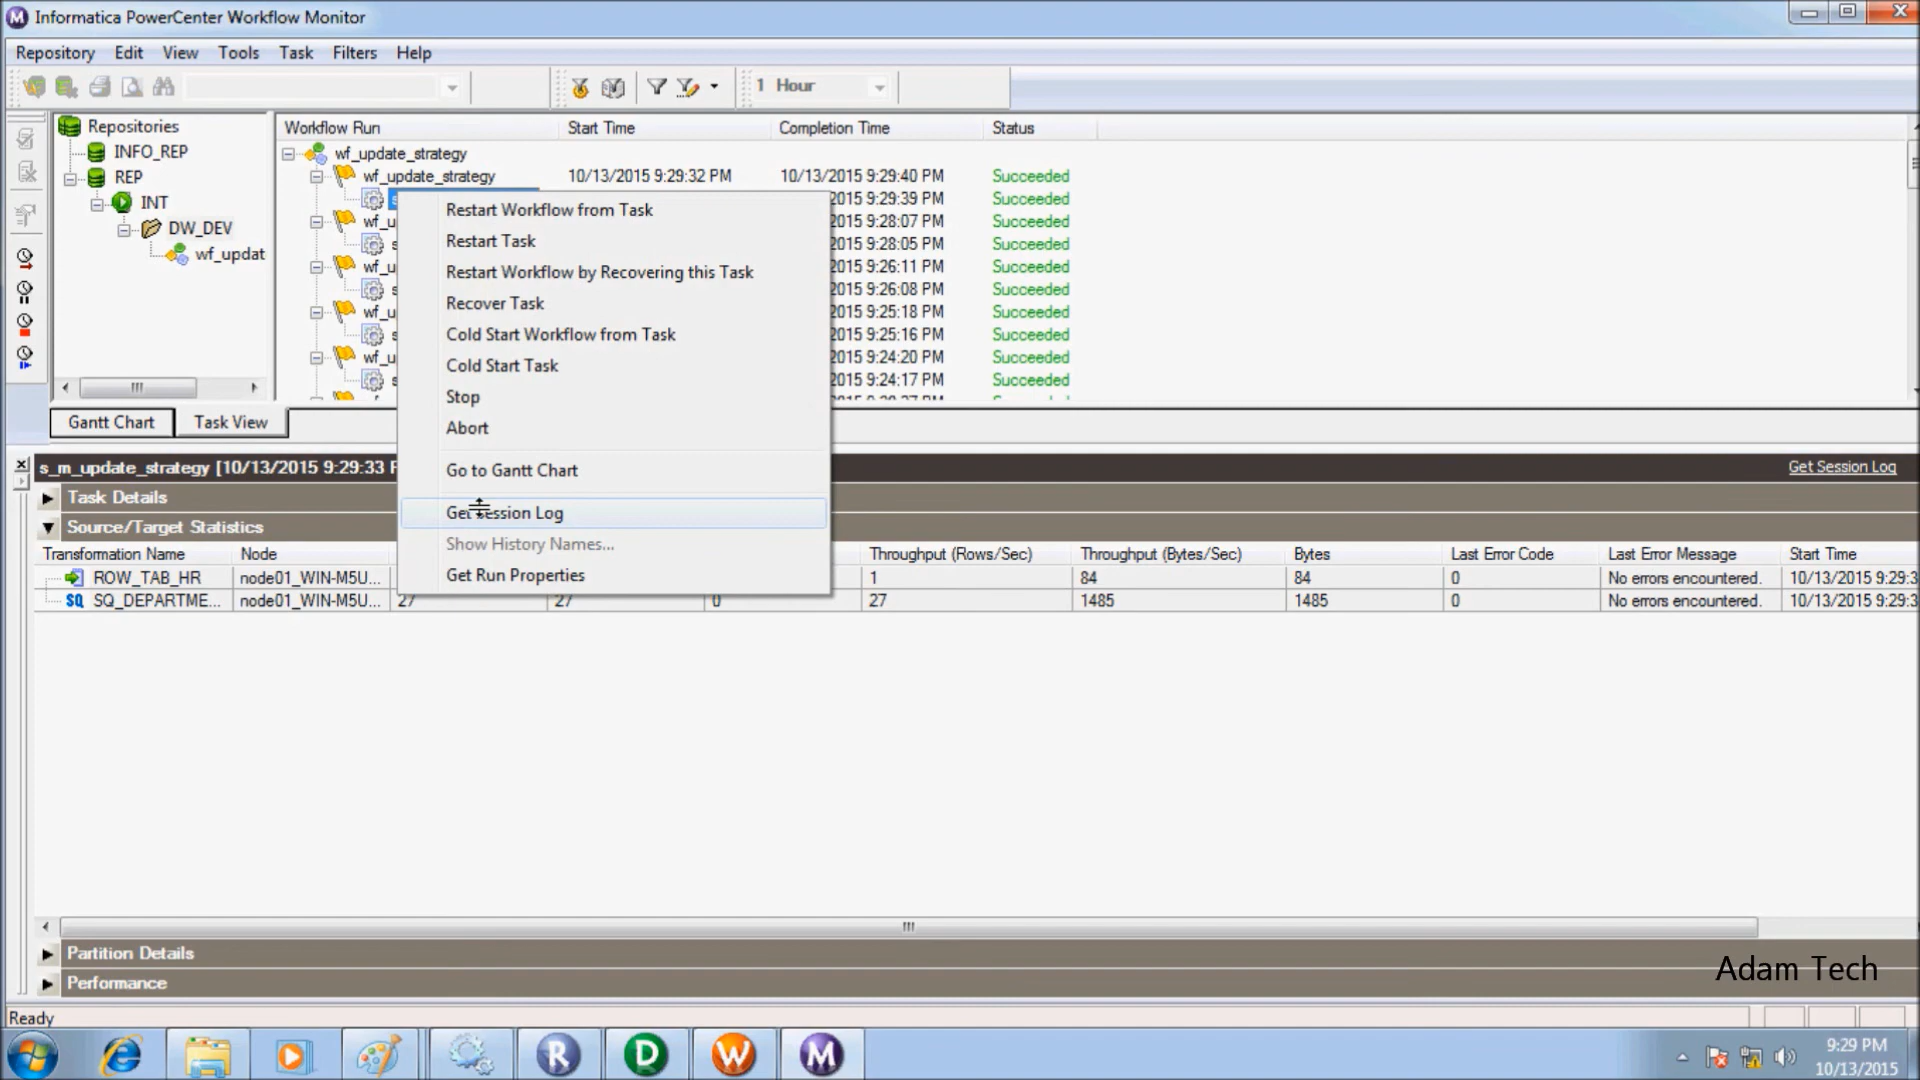 Informatica PowerCenter Workflow Monitor
Repository Edit View Tools Task Filters Help
1 Hour
Repositories
INFO_REP
REP
INT
DW_DEV
wf_updat
Workflow Run Start Time Completion Time Status
wf_update_strategy
wf_update_strategy 10/13/2015 9:29:32 PM 10/13/2015 9:29:40 PM Succeeded
2015 9:29:39 PM Succeeded
wf_u 2015 9:28:07 PM Succeeded
s 2015 9:28:05 PM Succeeded
wf_u 2015 9:26:11 PM Succeeded
s 2015 9:26:08 PM Succeeded
wf_u 2015 9:25:18 PM Succeeded
s 2015 9:25:16 PM Succeeded
wf_u 2015 9:24:20 PM Succeeded
s 2015 9:24:17 PM Succeeded
Restart Workflow from Task
Restart Task
Restart Workflow by Recovering this Task
Recover Task
Cold Start Workflow from Task
Cold Start Task
Stop
Abort
Go to Gantt Chart
Get Session Log
Show History Names...
Get Run Properties
Gantt Chart Task View
s_m_update_strategy [10/13/2015 9:29:33 P Get Session Log
Task Details
Source/Target Statistics
Transformation Name Node Throughput (Rows/Sec) Throughput (Bytes/Sec) Bytes Last Error Code Last Error Message Start Time
ROW_TAB_HR node01_WIN-M5U... 1 84 84 0 No errors encountered. 10/13/2015 9:29:3
SQ SQ_DEPARTME... node01_WIN-M5U... 27 27 0 27 1485 1485 0 No errors encountered. 10/13/2015 9:29:3
Partition Details
Performance
Adam Tech
Ready
R D W M
9:29 PM
10/13/2015